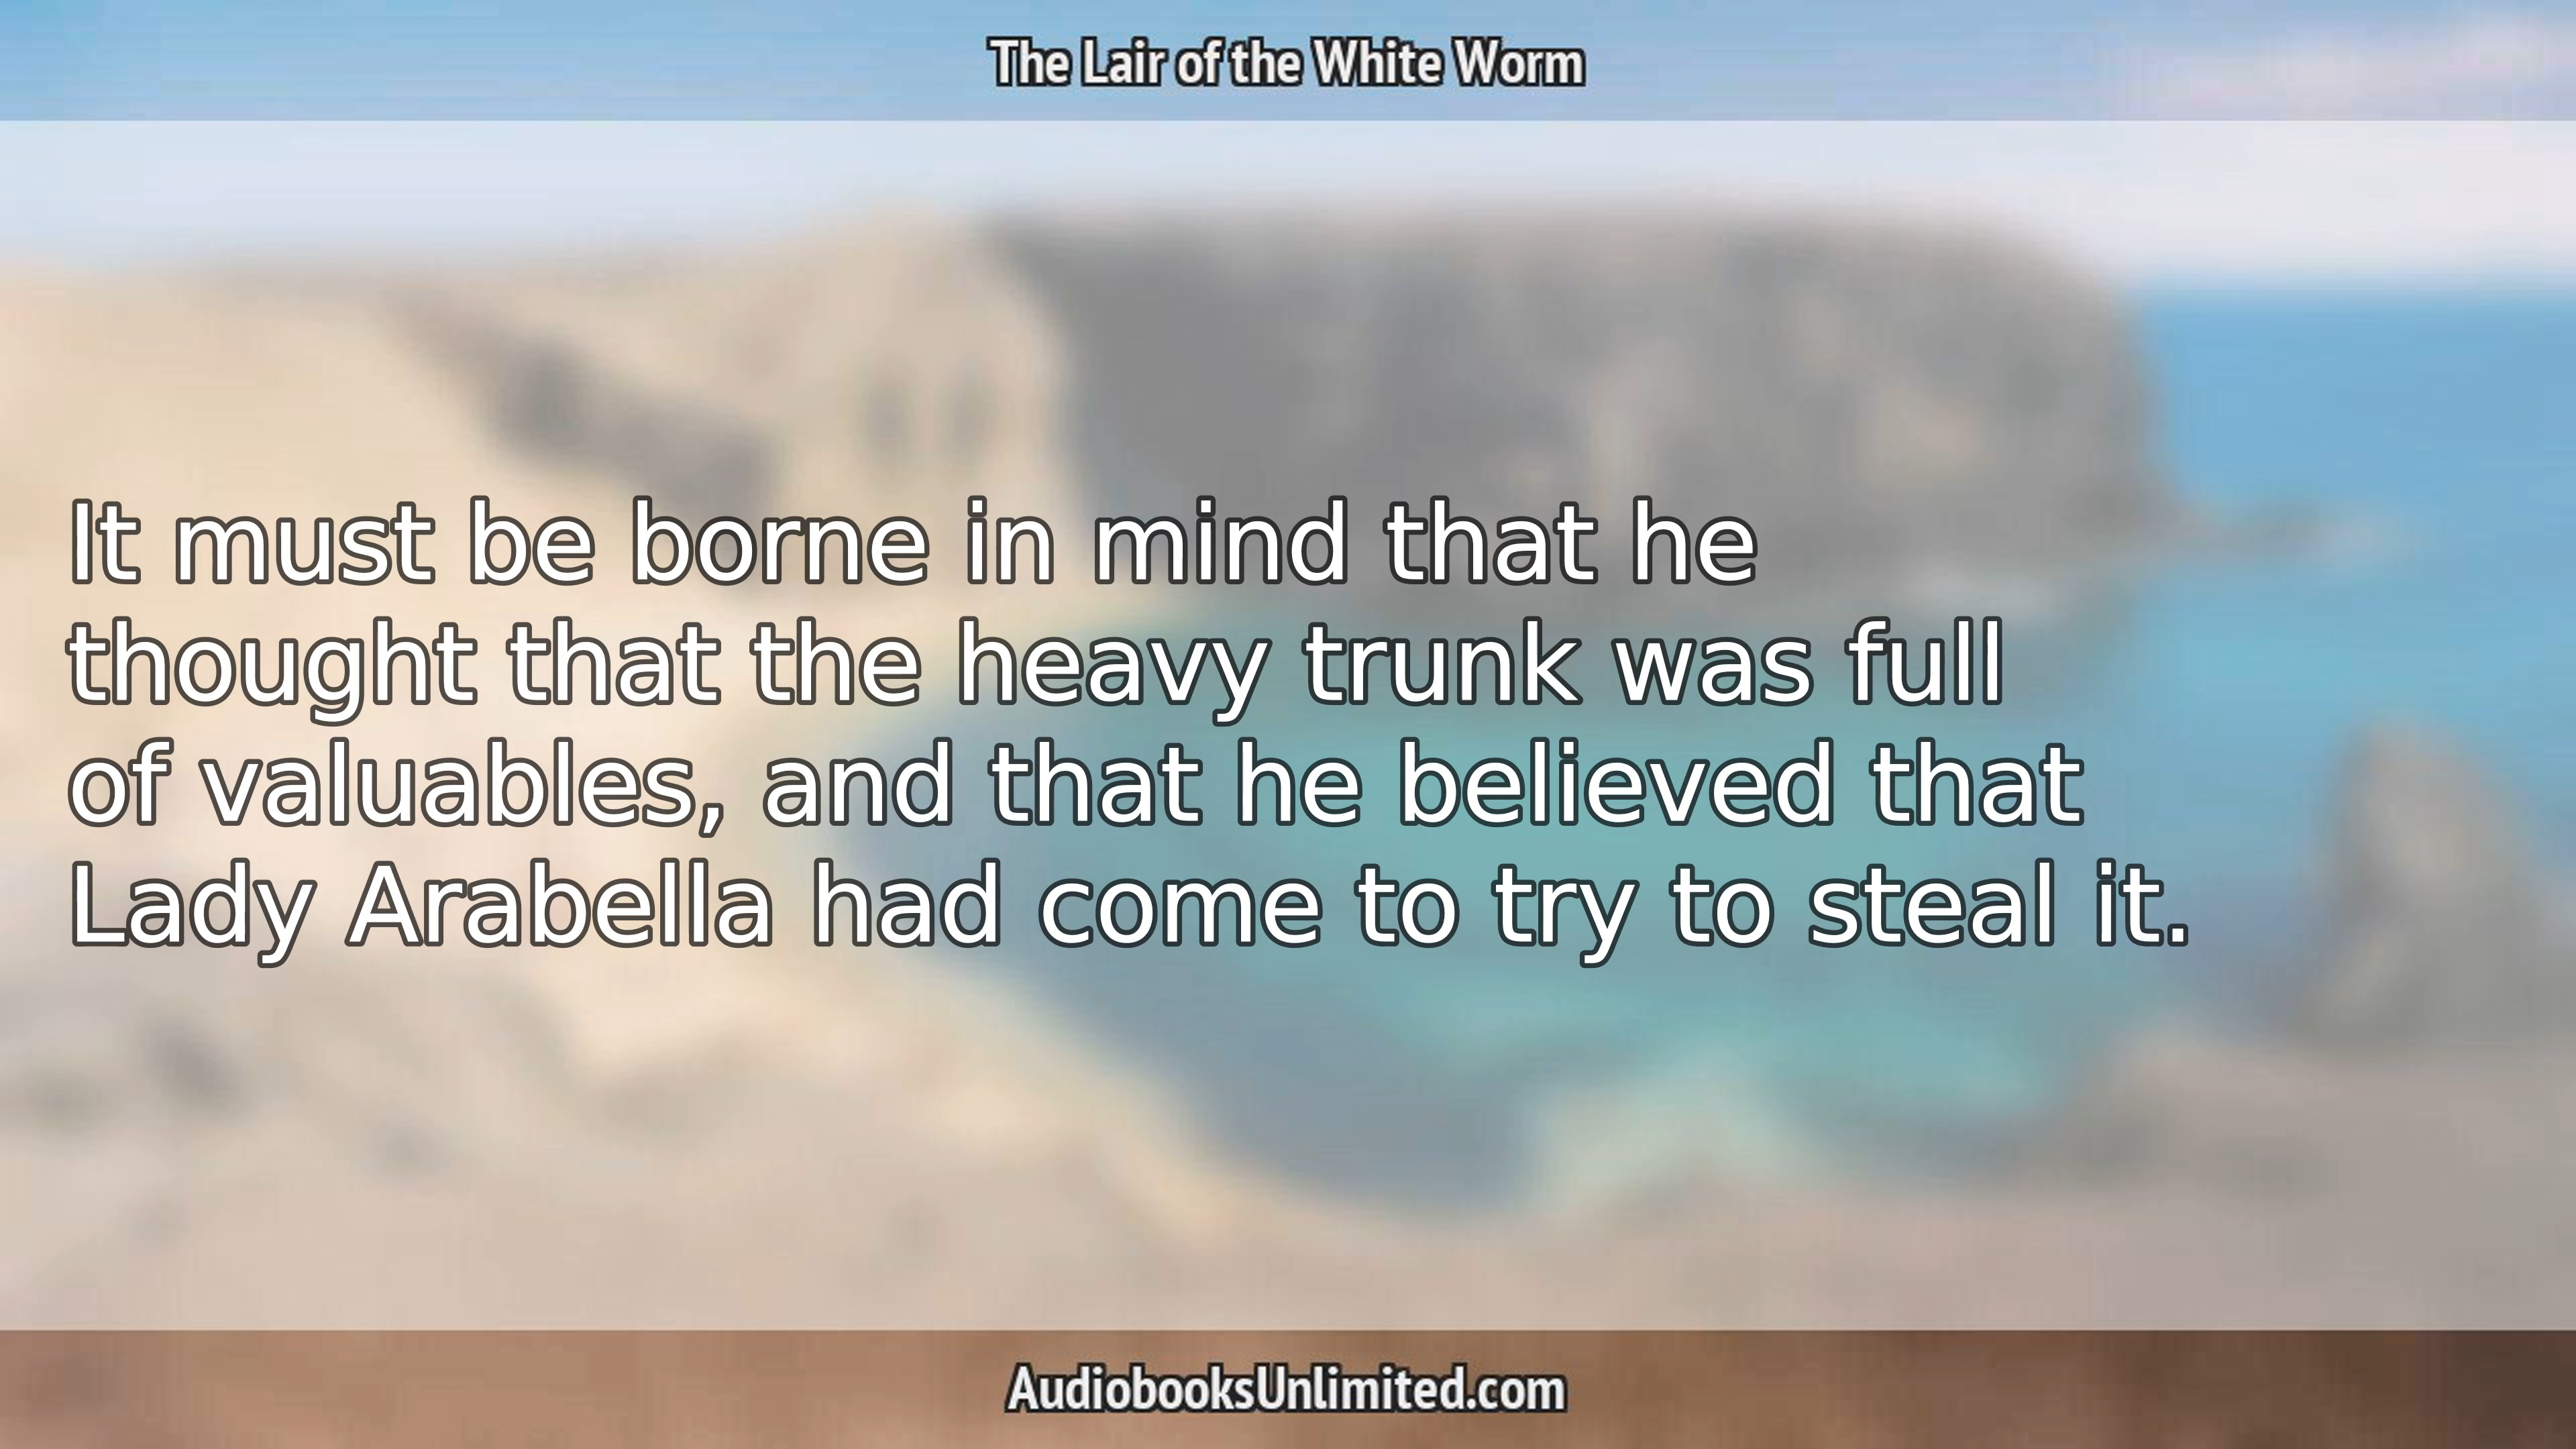 The Lair of the White Worm
It must be borne in mind that he
thought that the heavy trunk was full
of valuables, and that he believed that
Lady Arabella had come to try to steal it.
AudiobooksUnlimited.com